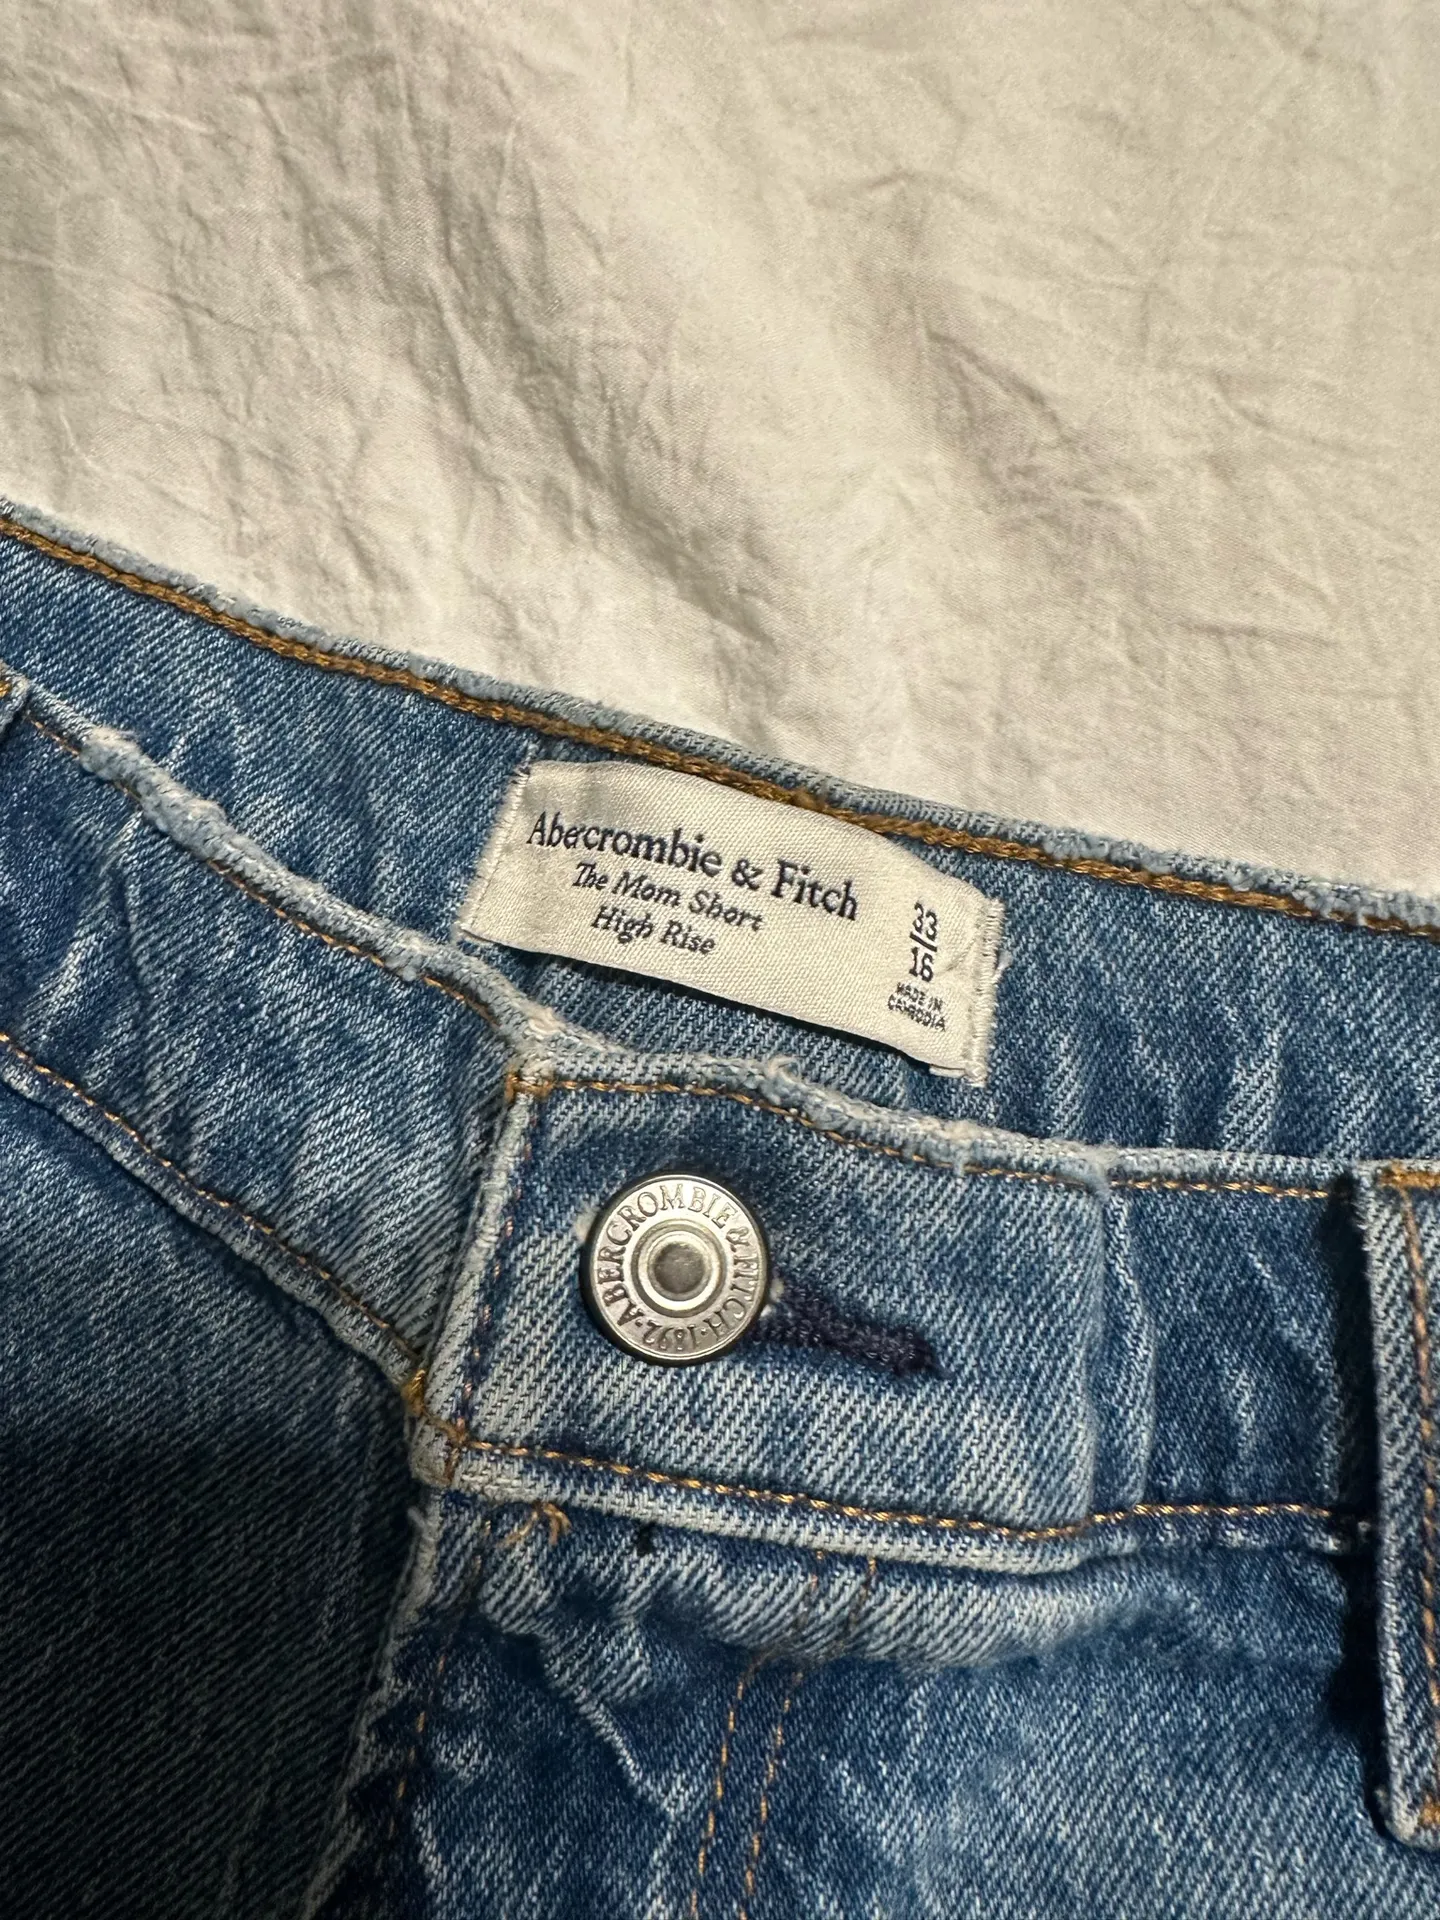 Abercrombie & Fitch
The Mom Short
High Rise
33
16
MADE IN
CAMBODIA
ABERCROMBIE & FITCH · 1892 ·